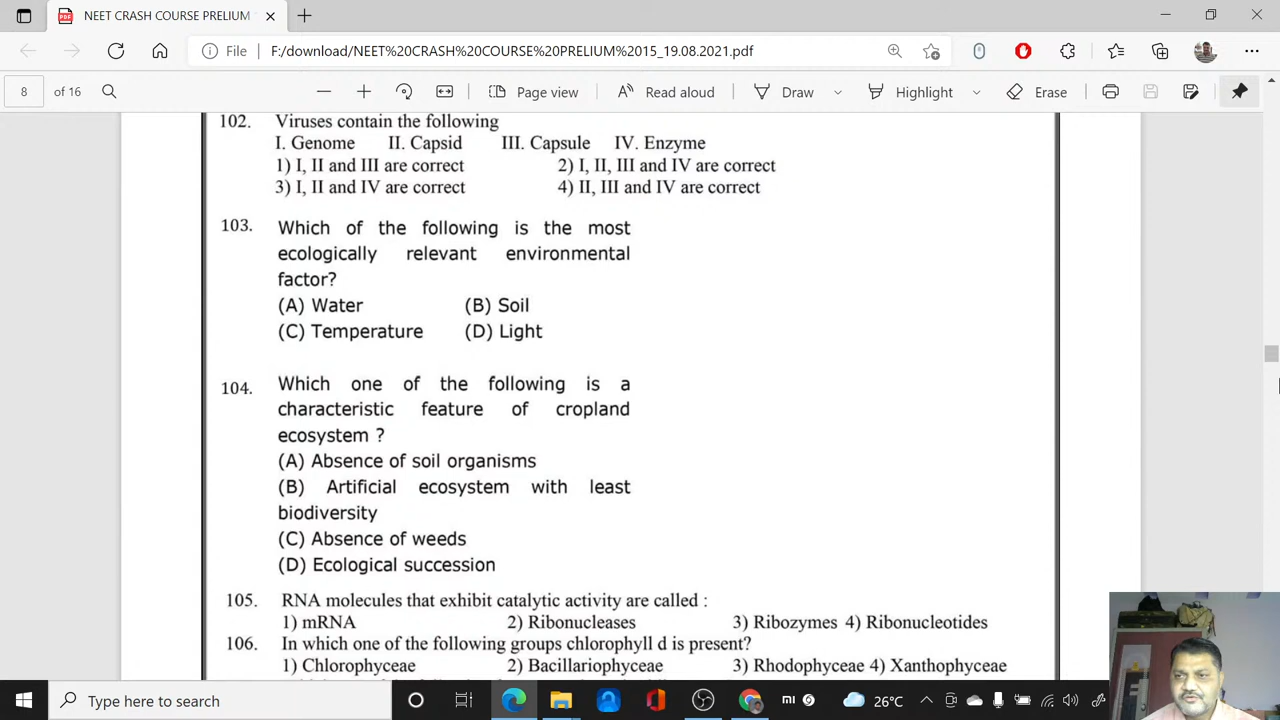 NEET CRASH COURSE PRELIUM
File F:/download/NEET%20CRASH%20COURSE%20PRELIUM%2015_19.08.2021.pdf
8 of 16 Page view Read aloud Draw Highlight Erase
102. Viruses contain the following
I. Genome II. Capsid III. Capsule IV. Enzyme
1) I, II and III are correct 2) I, II, III and IV are correct
3) I, II and IV are correct 4) II, III and IV are correct
103. Which of the following is the most
ecologically relevant environmental
factor?
(A) Water (B) Soil
(C) Temperature (D) Light
104. Which one of the following is a
characteristic feature of cropland
ecosystem ?
(A) Absence of soil organisms
(B) Artificial ecosystem with least
biodiversity
(C) Absence of weeds
(D) Ecological succession
105. RNA molecules that exhibit catalytic activity are called :
1) mRNA 2) Ribonucleases 3) Ribozymes 4) Ribonucleotides
106. In which one of the following groups chlorophyll d is present?
1) Chlorophyceae 2) Bacillariophyceae 3) Rhodophyceae 4) Xanthophyceae
Type here to search 26°C